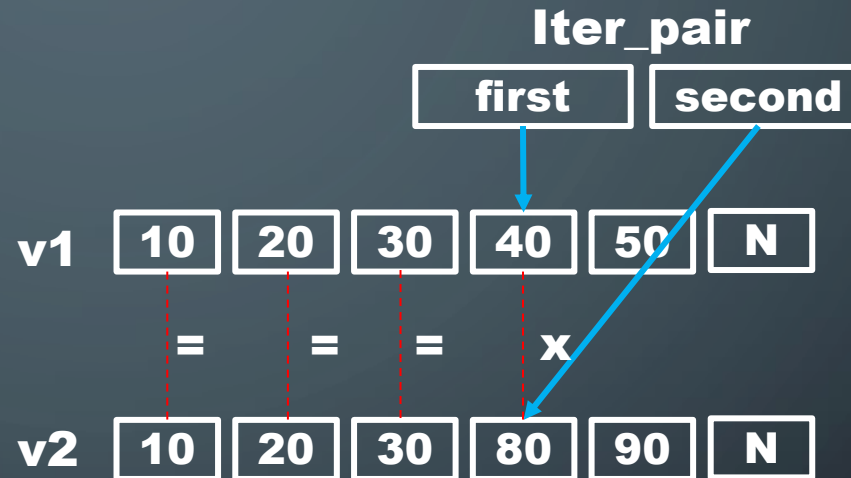 Iter_pair
first second
v1 10 20 30 40 50 N
= = = x
v2 10 20 30 80 90 N